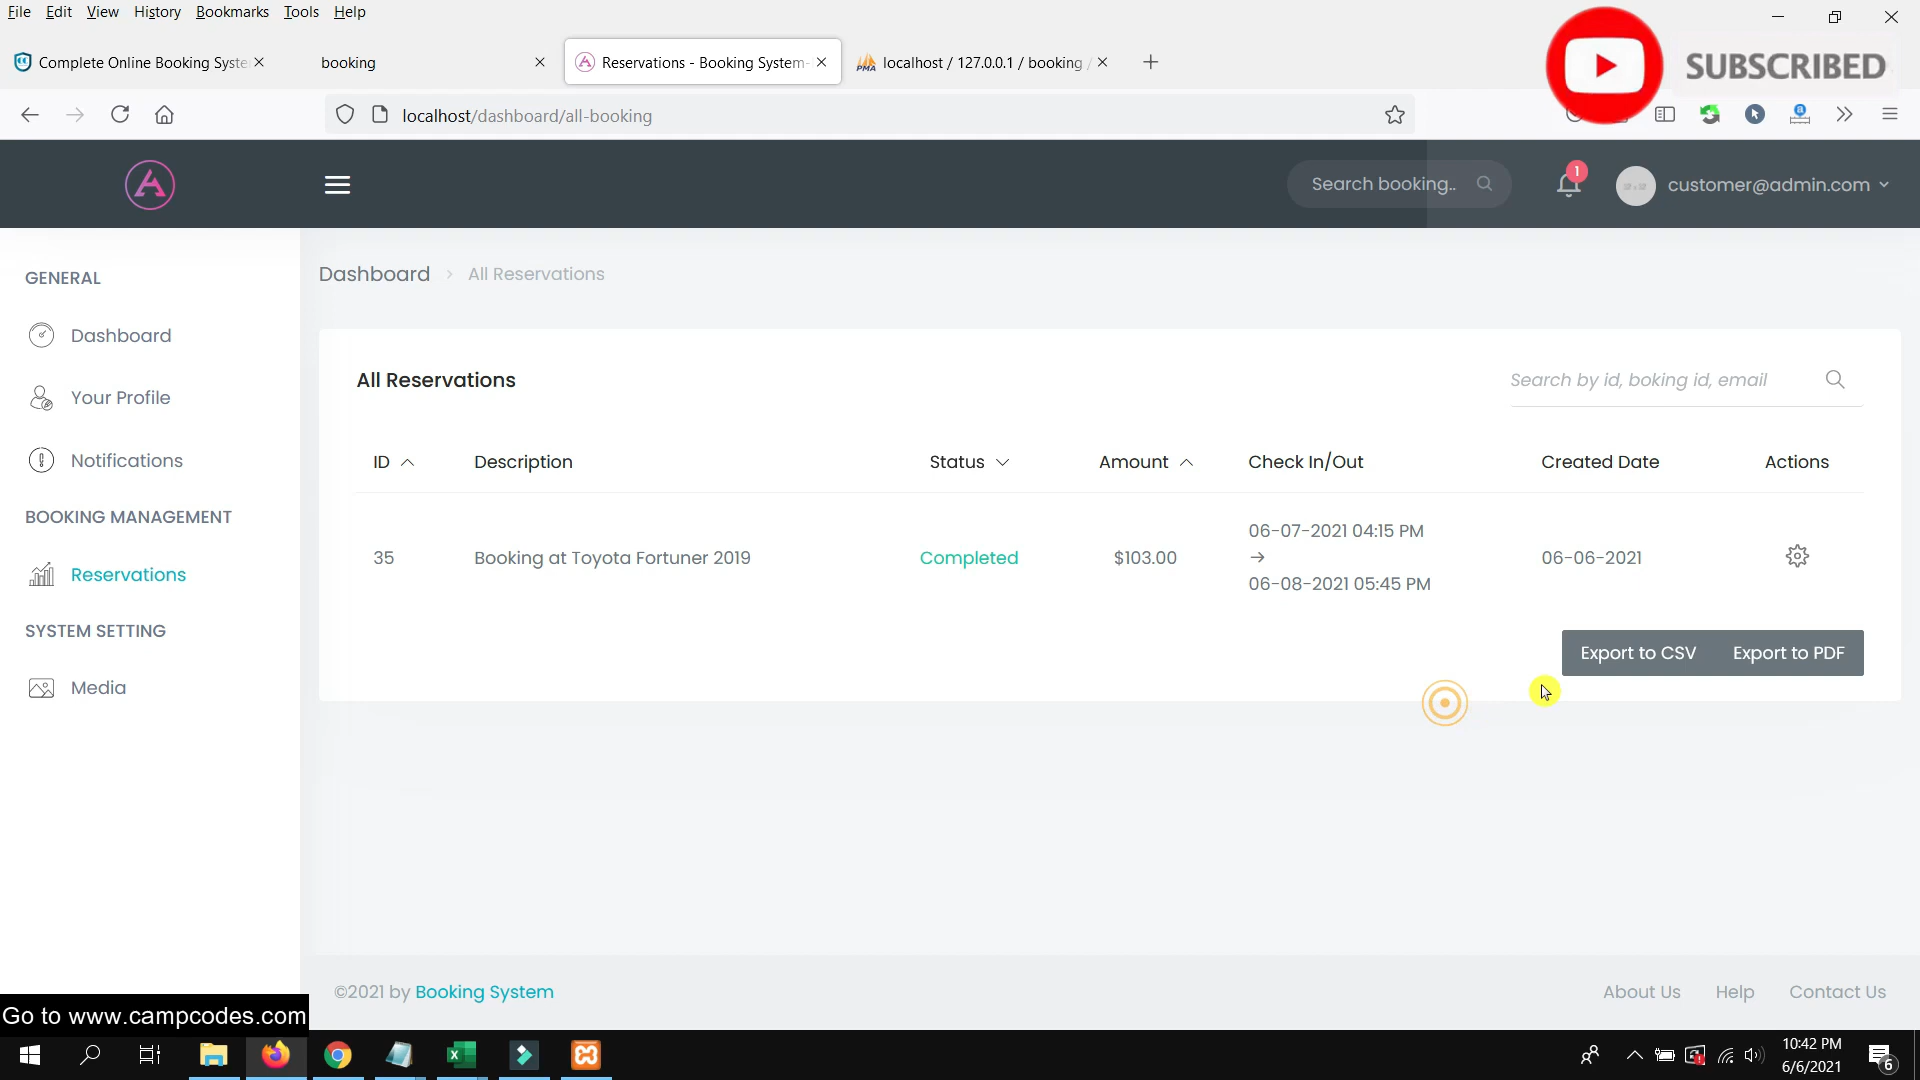 File Edit View History Bookmarks Tools Help
Complete Online Booking Syste
booking
Reservations - Booking System-
PMA localhost / 127.0.0.1 / booking /
SUBSCRIBED
localhost/dashboard/all-booking
Search booking..
1
customer@admin.com
GENERAL
Dashboard
Your Profile
Notifications
BOOKING MANAGEMENT
Reservations
SYSTEM SETTING
Media
Dashboard > All Reservations
All Reservations
Search by id, boking id, email
ID Description Status Amount Check In/Out Created Date Actions
35 Booking at Toyota Fortuner 2019 Completed $103.00 06-07-2021 04:15 PM → 06-08-2021 05:45 PM 06-06-2021
Export to CSV Export to PDF
©2021 by Booking System
About Us Help Contact Us
Go to www.campcodes.com
10:42 PM
6/6/2021
6